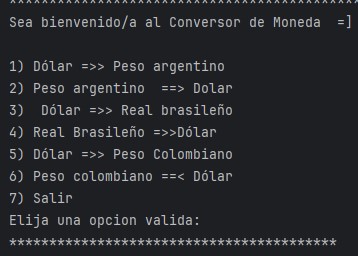 ********************************************
Sea bienvenido/a al Conversor de Moneda  =]
1) Dólar =>> Peso argentino
2) Peso argentino  ==> Dolar
3)  Dólar =>> Real brasileño
4) Real Brasileño =>>Dólar
5) Dólar =>> Peso Colombiano
6) Peso colombiano ==< Dólar
7) Salir
Elija una opcion valida:
*****************************************